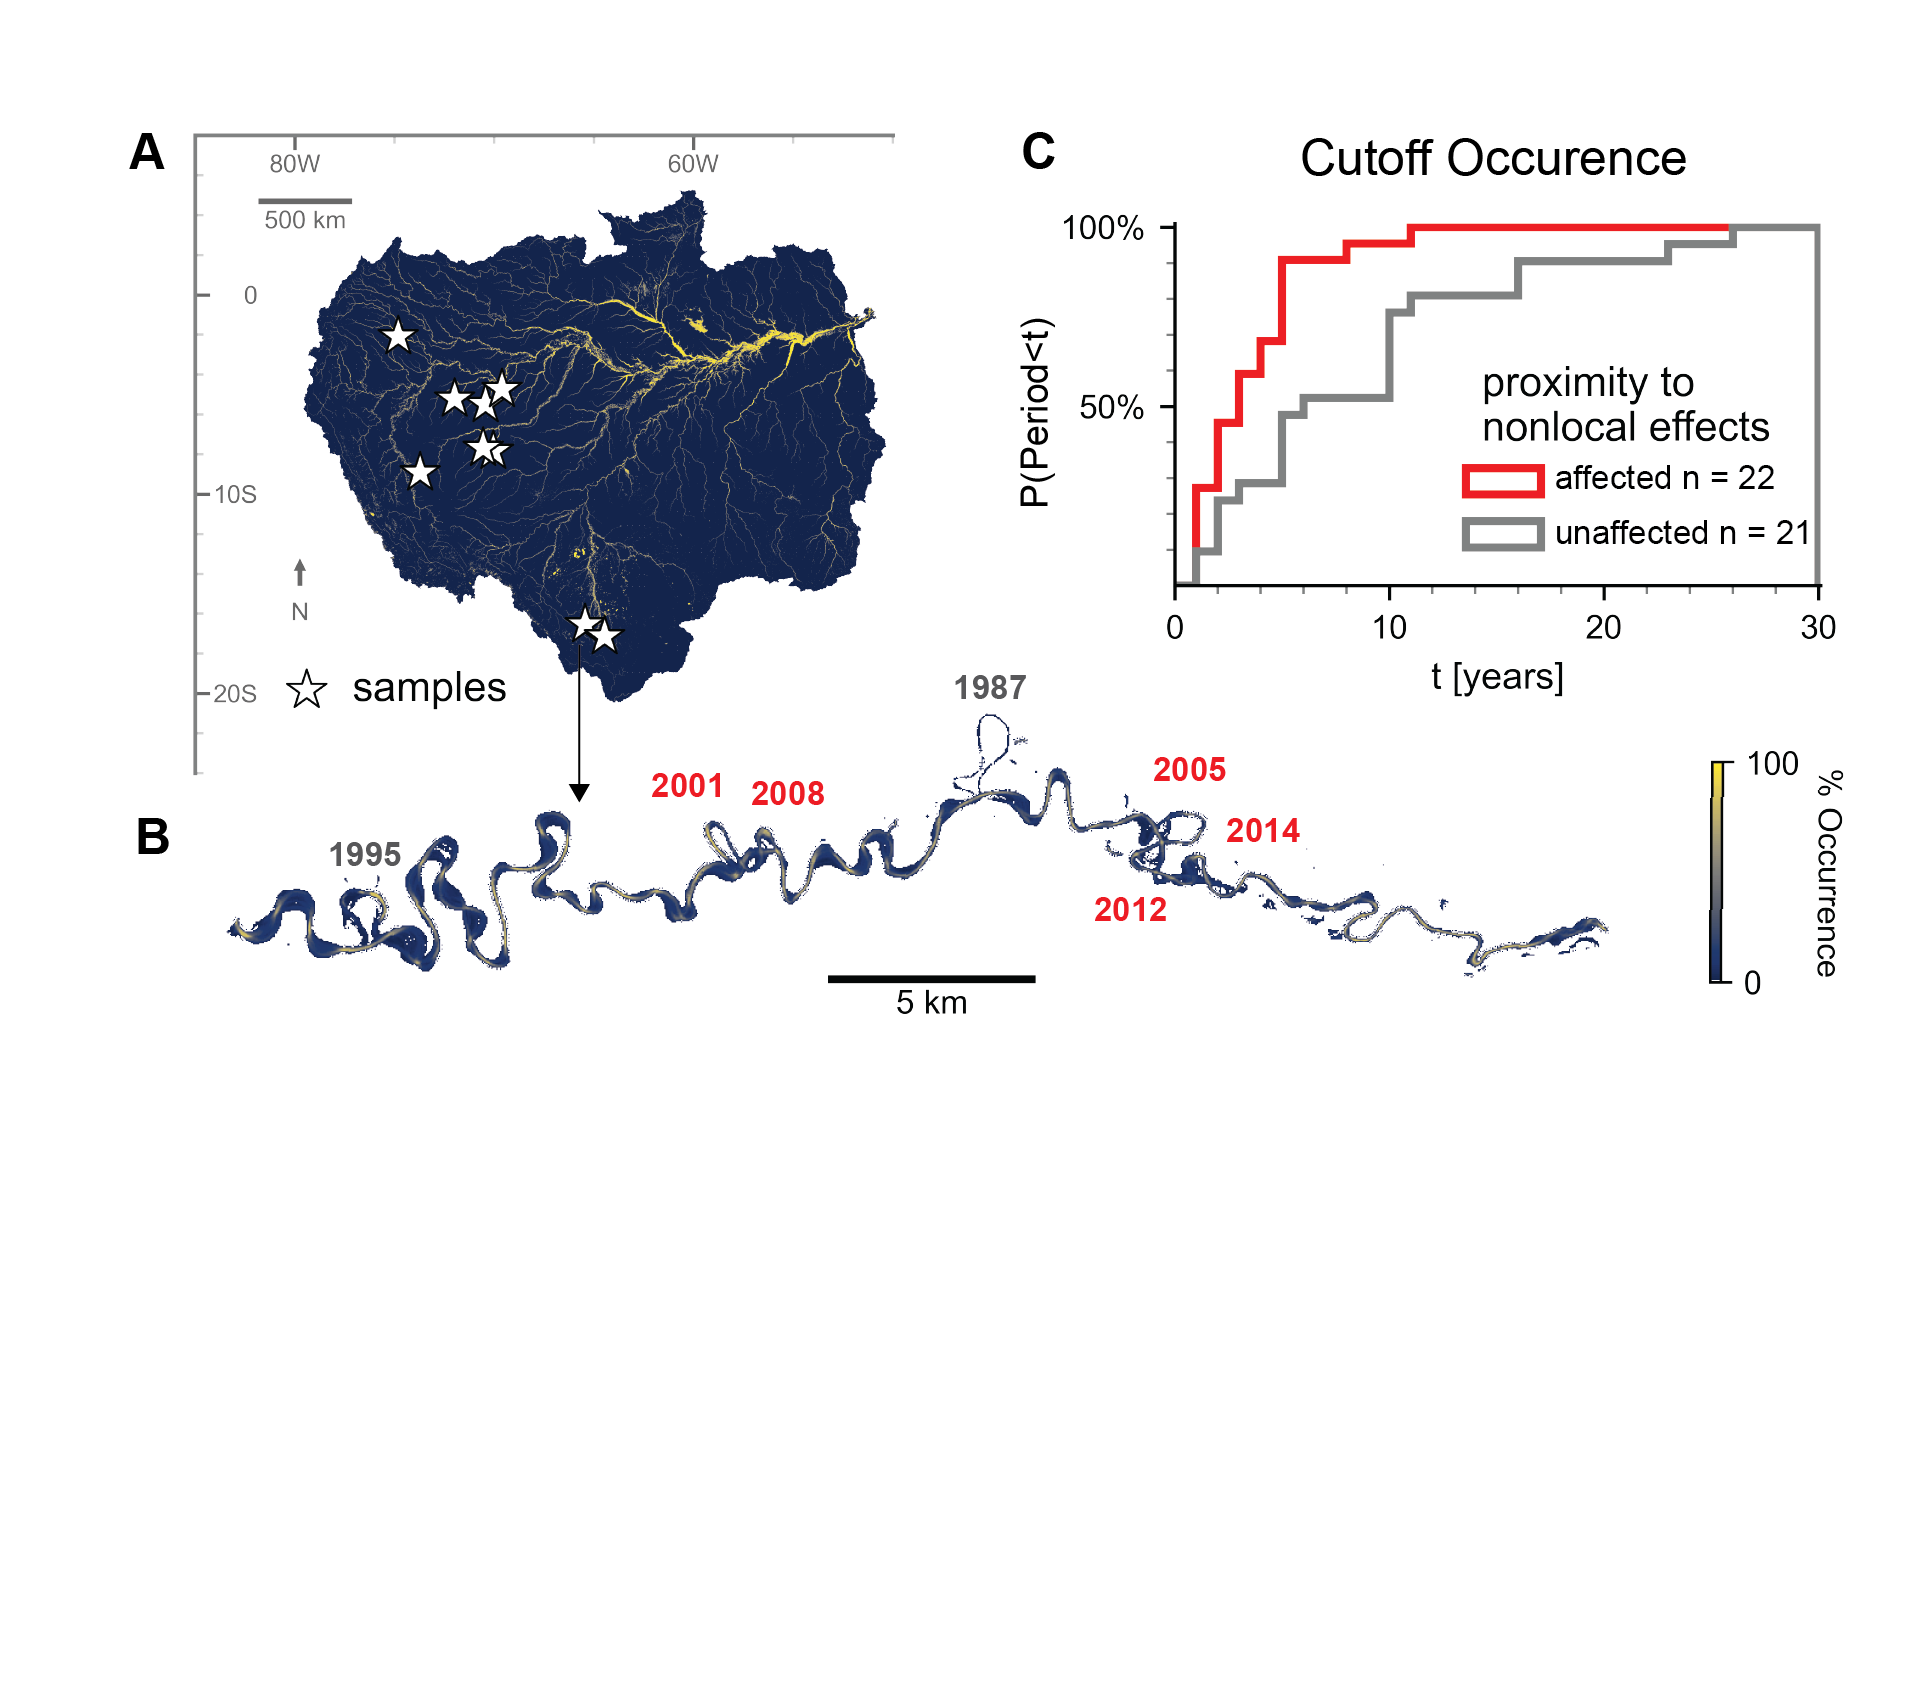 A
80W
60W
500 km
0
10S
20S
N
samples
C
Cutoff Occurence
100%
50%
P(Period<t)
proximity to
nonlocal effects
affected n = 22
unaffected n = 21
0
10
20
30
t [years]
B
1995
2001
2008
1987
2005
2014
2012
5 km
100
0
% Occurrence